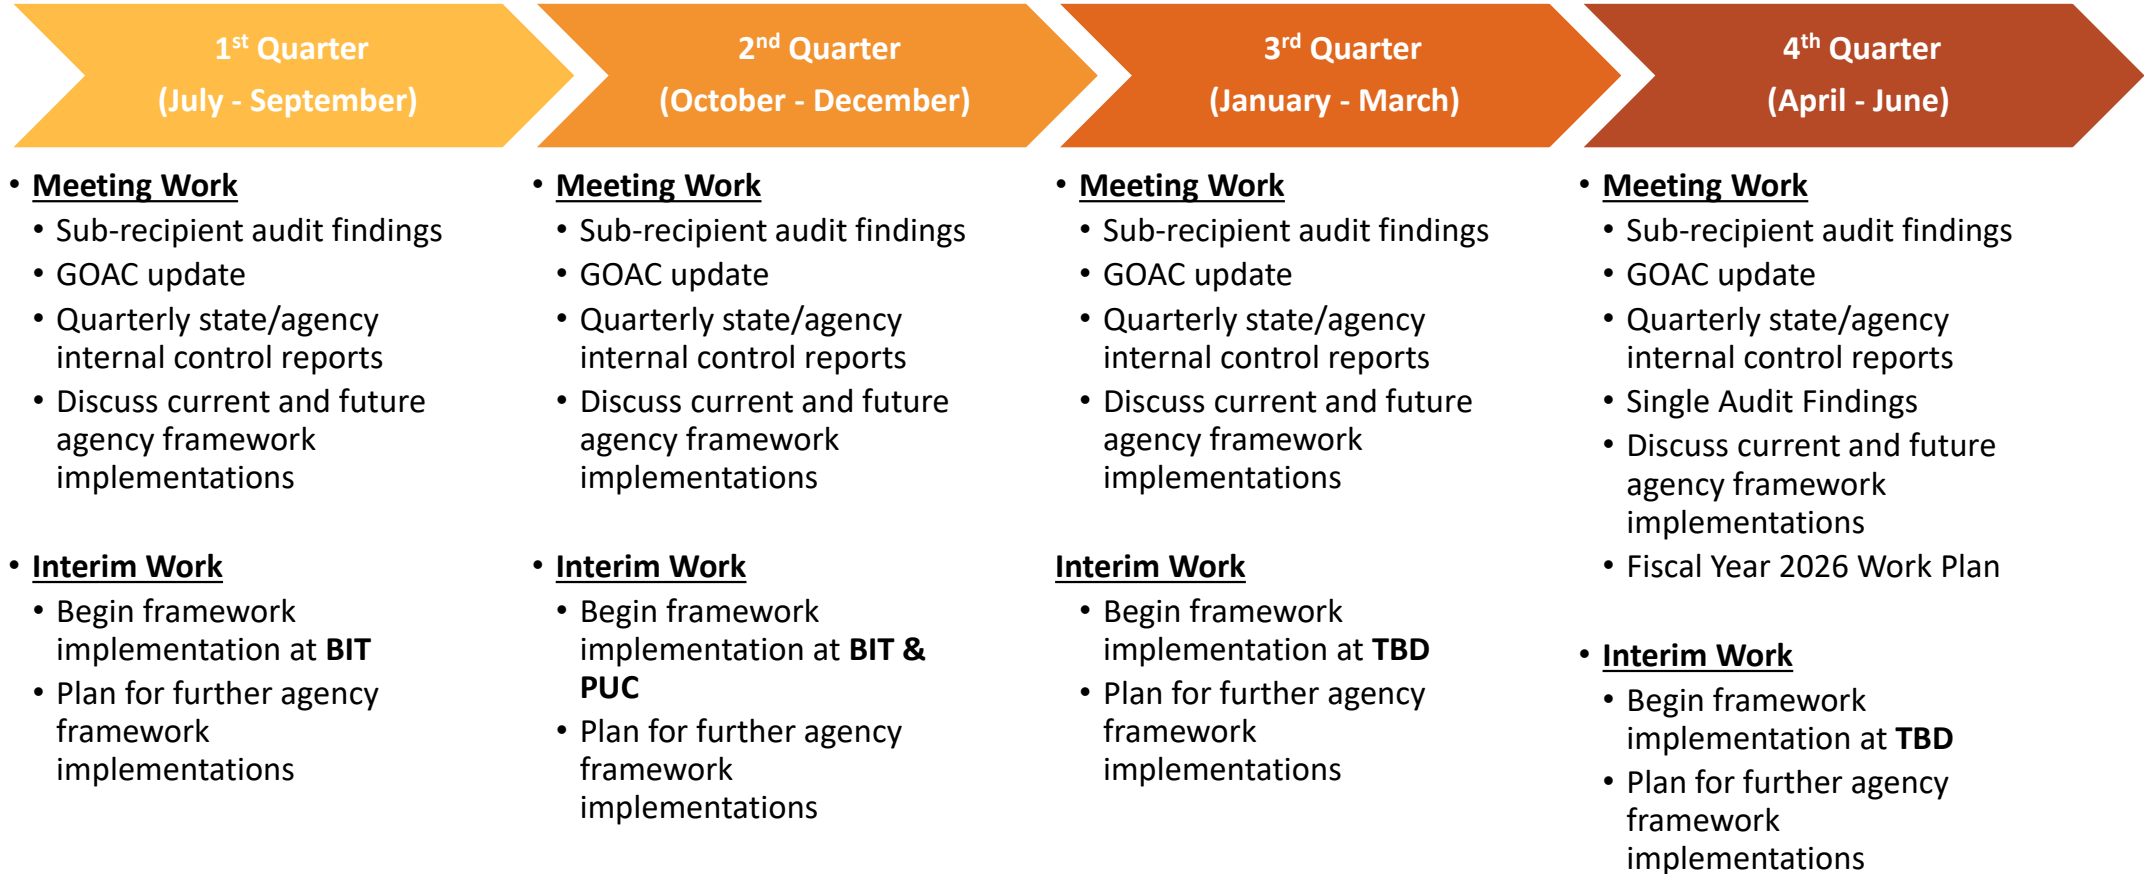 1st Quarter
(July - September)
• Meeting Work
• Sub-recipient audit findings
• GOAC update
• Quarterly state/agency
internal control reports
• Discuss current and future
agency framework
implementations
• Interim Work
• Begin framework
implementation at BIT
• Plan for further agency
framework
implementations
2nd Quarter
(October - December)
• Meeting Work
• Sub-recipient audit findings
• GOAC update
• Quarterly state/agency
internal control reports
• Discuss current and future
agency framework
implementations
• Interim Work
• Begin framework
implementation at BIT &
PUC
• Plan for further agency
framework
implementations
3rd Quarter
(January - March)
• Meeting Work
• Sub-recipient audit findings
• GOAC update
• Quarterly state/agency
internal control reports
• Discuss current and future
agency framework
implementations
Interim Work
• Begin framework
implementation at TBD
• Plan for further agency
framework
implementations
4th Quarter
(April - June)
• Meeting Work
• Sub-recipient audit findings
• GOAC update
• Quarterly state/agency
internal control reports
• Single Audit Findings
• Discuss current and future
agency framework
implementations
• Fiscal Year 2026 Work Plan
• Interim Work
• Begin framework
implementation at TBD
• Plan for further agency
framework
implementations